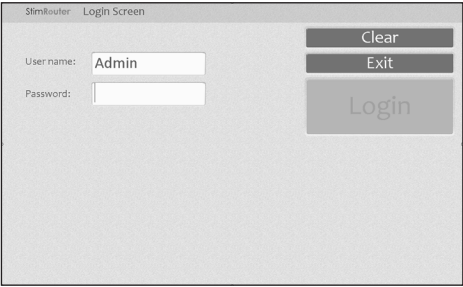 StimRouter Login Screen
Clear
User name: Admin
Exit
Password:
Login